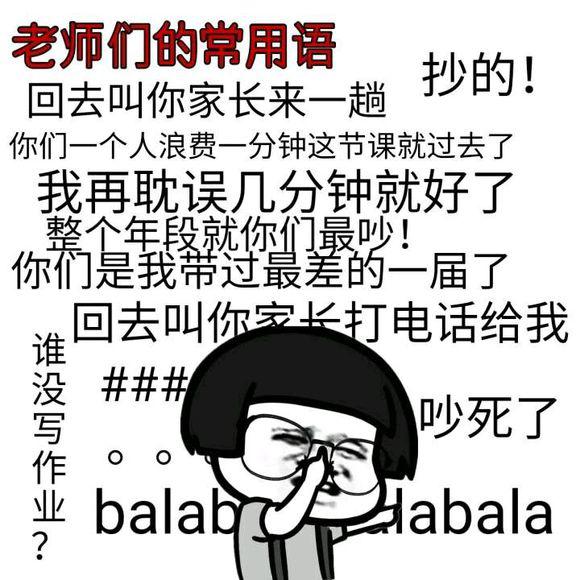 老师们的常用语
抄的！
回去叫你家长来一趟
你们一个人浪费一分钟这节课就过去了
我再耽误几分钟就好了
整个年段就你们最吵！
你们是我带过最差的一届了
回去叫你家长打电话给我
谁没写作业？
###
吵死了
。。
balab
alabala